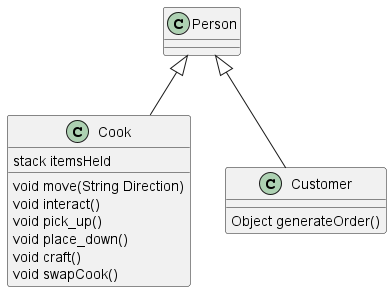 C Person
C Cook
stack itemsHeld
void move(String Direction)
void interact()
void pick_up()
void place_down()
void craft()
void swapCook()
C Customer
Object generateOrder()